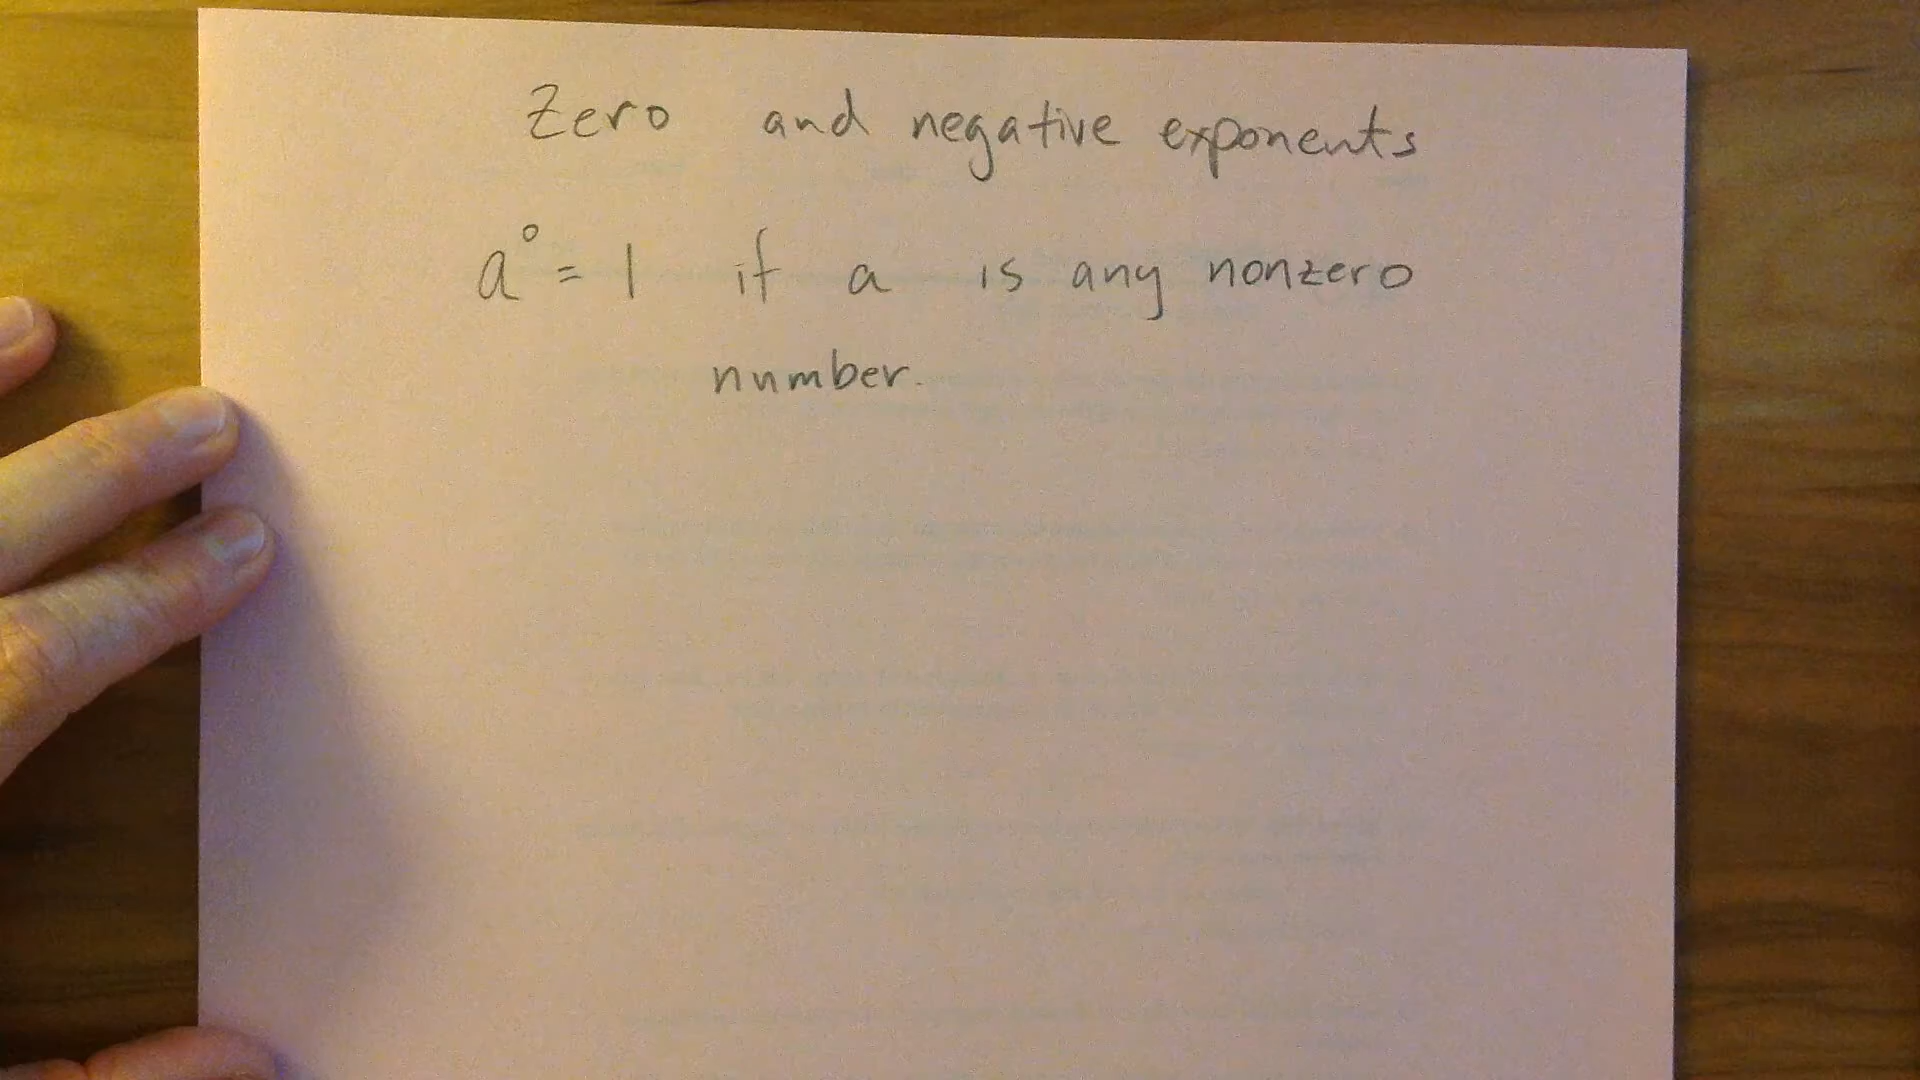 Zero and negative exponents
a⁰ = 1 if a is any nonzero
number.